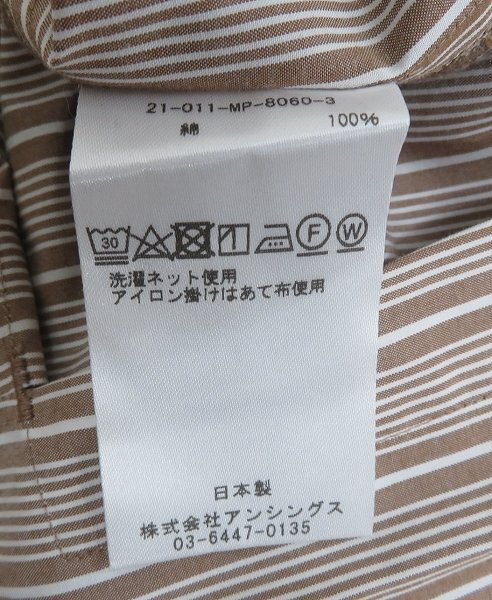 21-011-MP-8060-3
綿 100%
30 F W
洗濯ネット使用
アイロン掛けはあて布使用
日本製
株式会社アンシングス
03-6447-0135